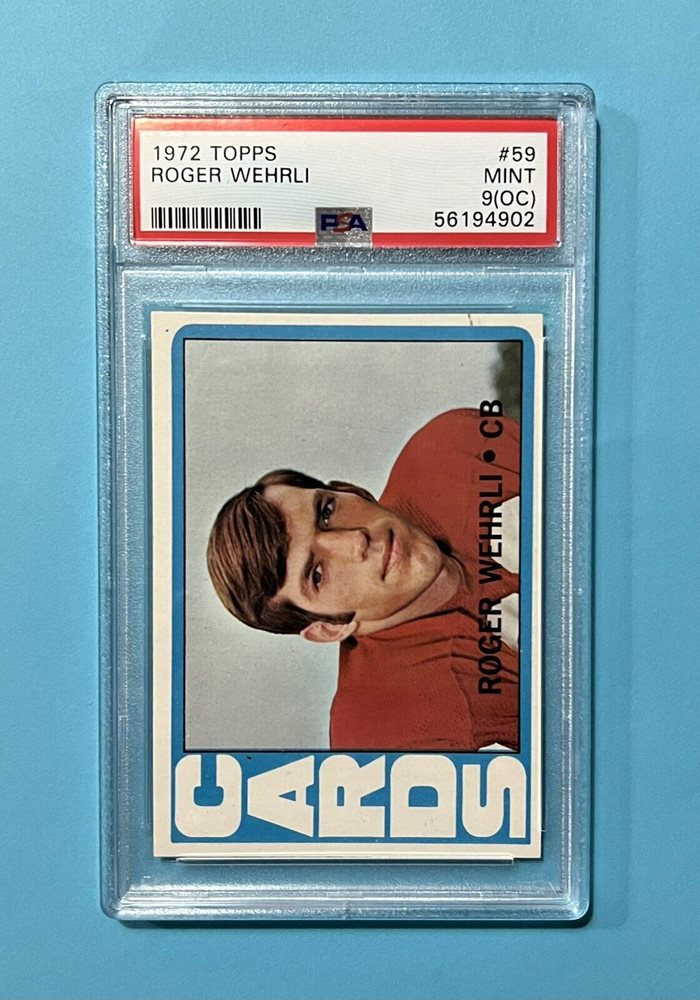 1972 TOPPS #59
ROGER WEHRLI MINT
9(OC)
PSA 56194902
ROGER WEHRLI • CB
CARDS